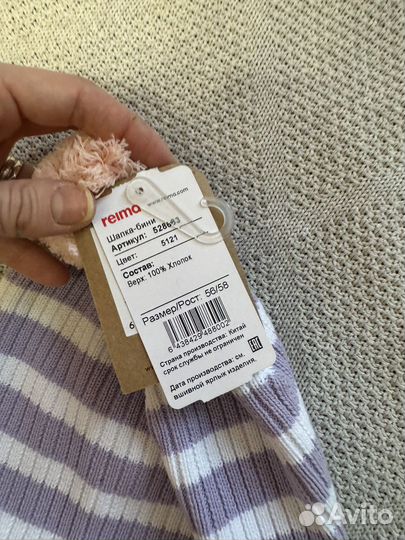 reima
www.reima.com
Шапка-бини
Артикул:
Цвет: 5121
Состав:
Верх: 100% Хлопок
Размер/Рост: 56/58
6 438429 488002
Страна производства: Китай
срок службы не ограничен
Дата производства: см.
вшивной ярлык изделия.
EAC
Avito